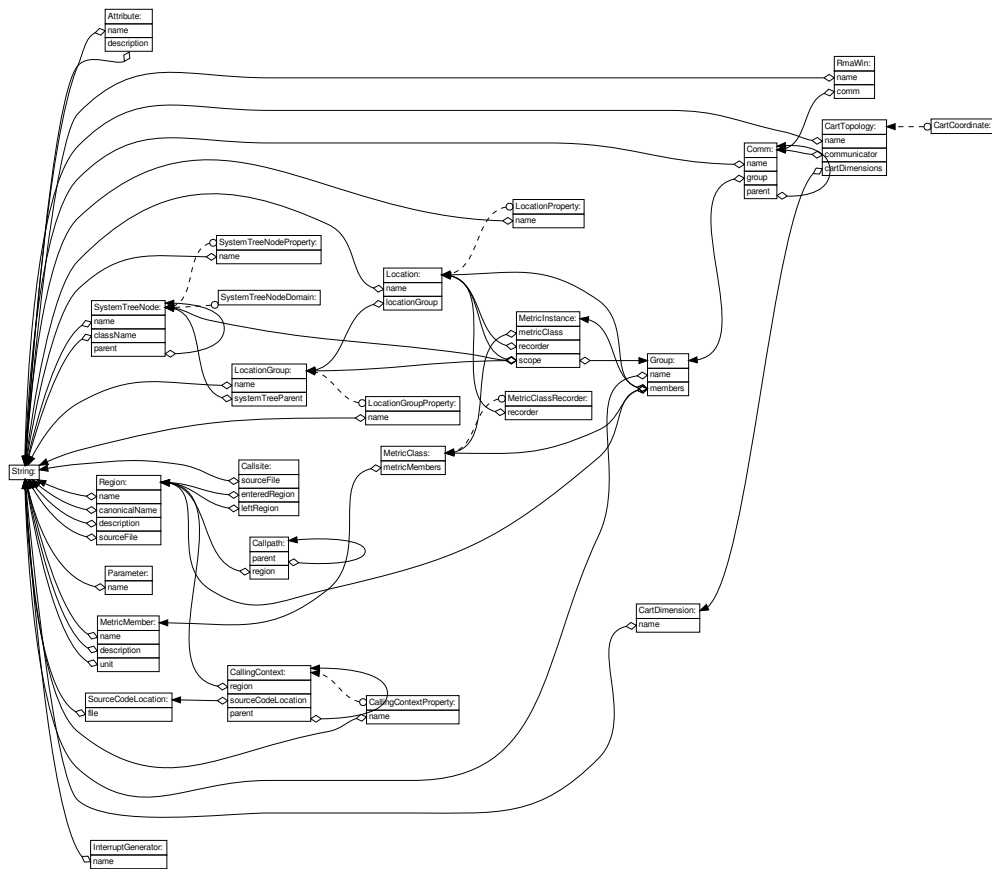 Attribute:
name
description
RmaWin:
name
comm
CartTopology:
name
communicator
cartDimensions
CartCoordinate:
Comm:
name
group
parent
LocationProperty:
name
SystemTreeNodeProperty:
name
Location:
name
locationGroup
SystemTreeNodeDomain:
SystemTreeNode:
name
className
parent
MetricInstance:
metricClass
recorder
scope
Group:
name
members
LocationGroup:
name
systemTreeParent
LocationGroupProperty:
name
MetricClassRecorder:
recorder
MetricClass:
metricMembers
String:
Callsite:
sourceFile
enteredRegion
leftRegion
Region:
name
canonicalName
description
sourceFile
Callpath:
parent
region
Parameter:
name
CartDimension:
name
MetricMember:
name
description
unit
CallingContext:
region
sourceCodeLocation
parent
SourceCodeLocation:
file
CallingContextProperty:
name
InterruptGenerator:
name